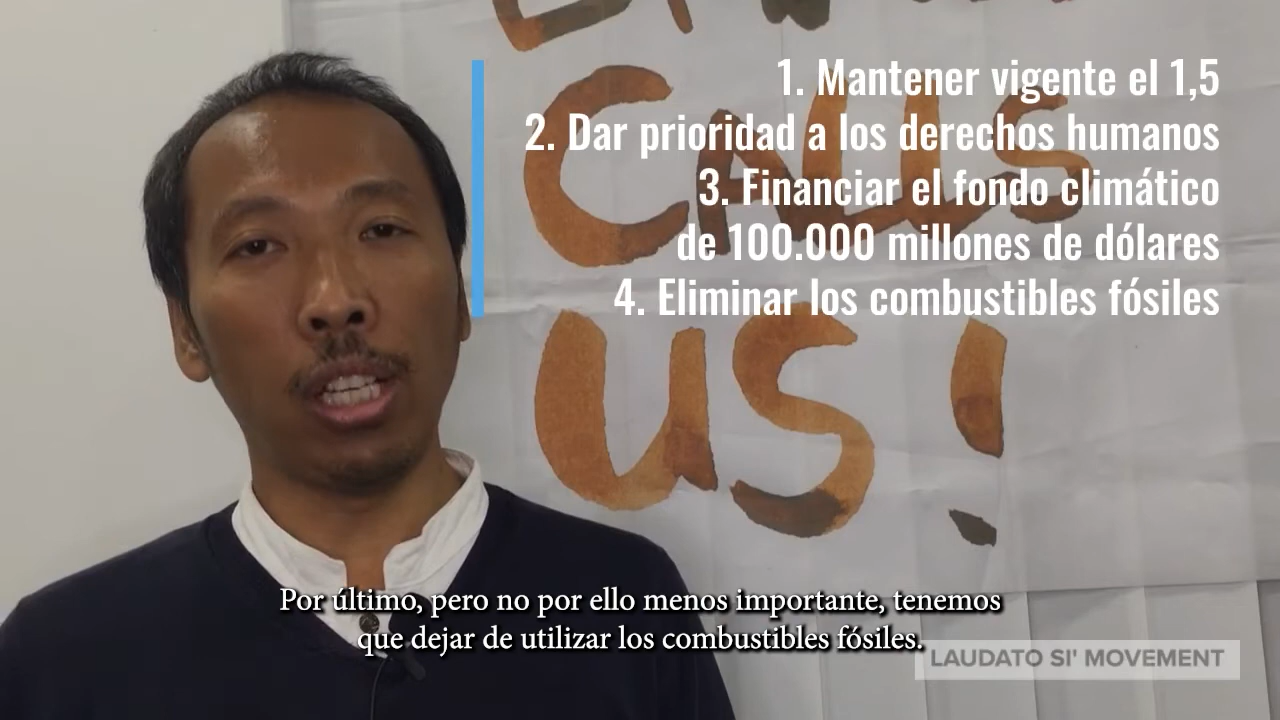 CALLS
US!
1. Mantener vigente el 1,5
2. Dar prioridad a los derechos humanos
3. Financiar el fondo climático
de 100.000 millones de dólares
4. Eliminar los combustibles fósiles
Por último, pero no por ello menos importante, tenemos
que dejar de utilizar los combustibles fósiles.
LAUDATO SI' MOVEMENT